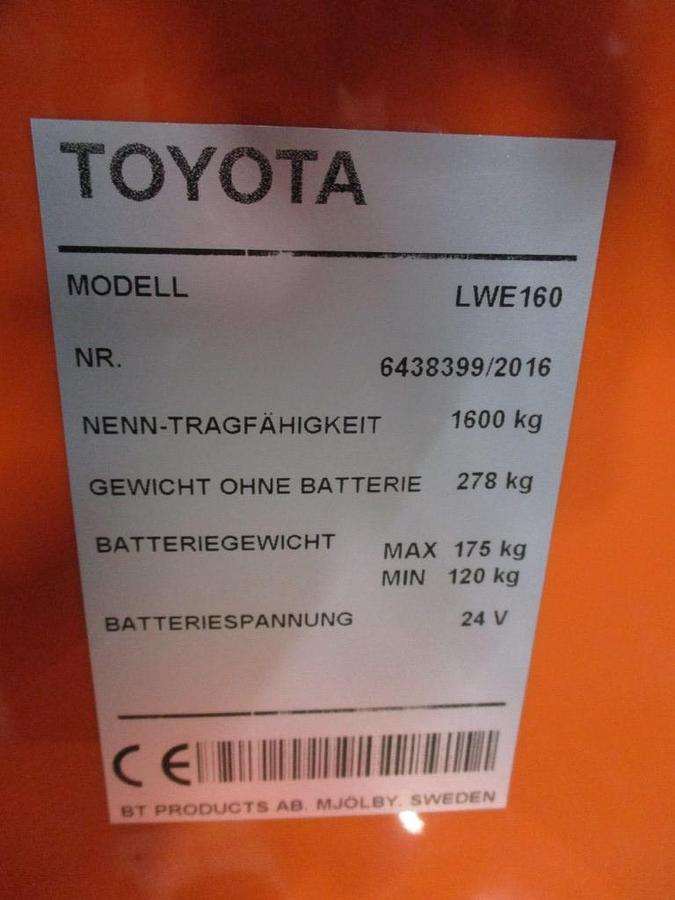 TOYOTA
MODELL LWE160
NR. 6438399/2016
NENN-TRAGFÄHIGKEIT 1600 kg
GEWICHT OHNE BATTERIE 278 kg
BATTERIEGEWICHT MAX 175 kg
MIN 120 kg
BATTERIESPANNUNG 24 V
CE
BT PRODUCTS AB. MJÖLBY. SWEDEN